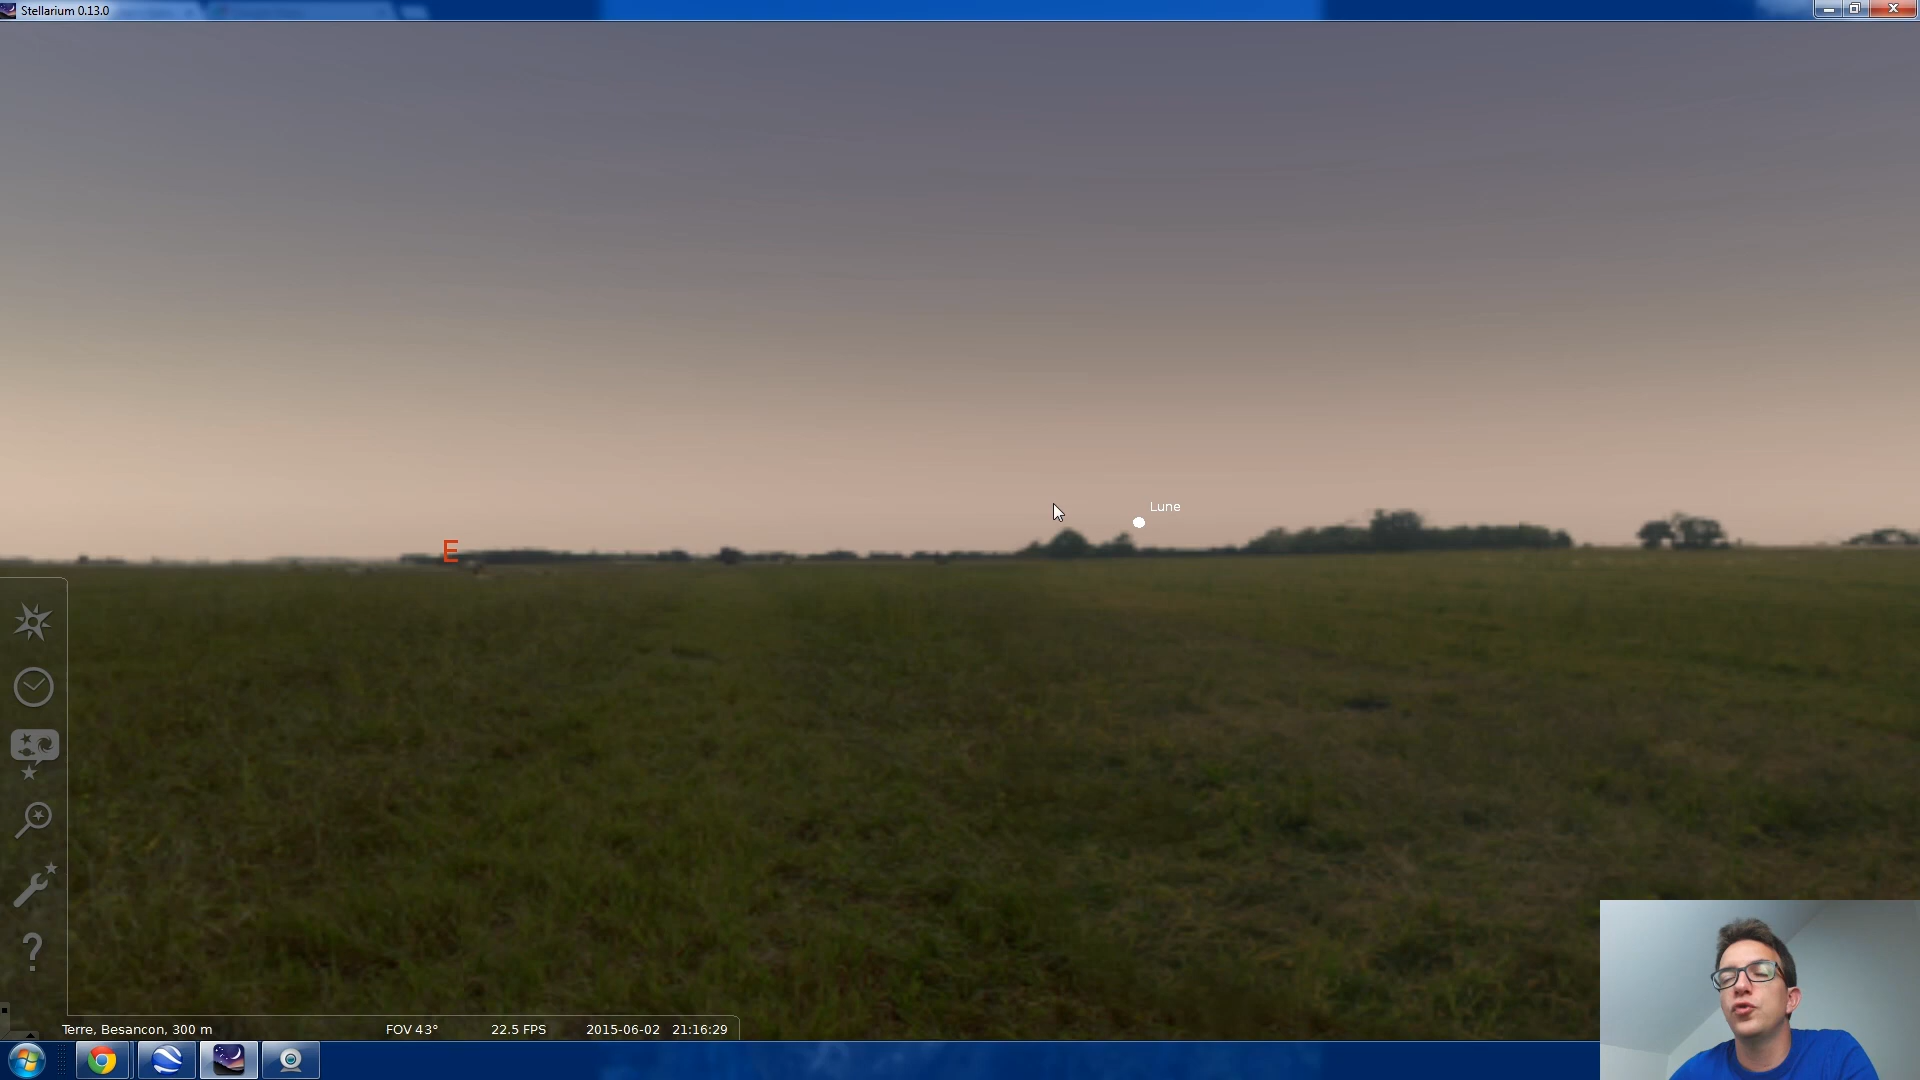 Stellarium 0.13.0
Lune
E
Terre, Besancon, 300 m FOV 43° 22.5 FPS 2015-06-02 21:16:29